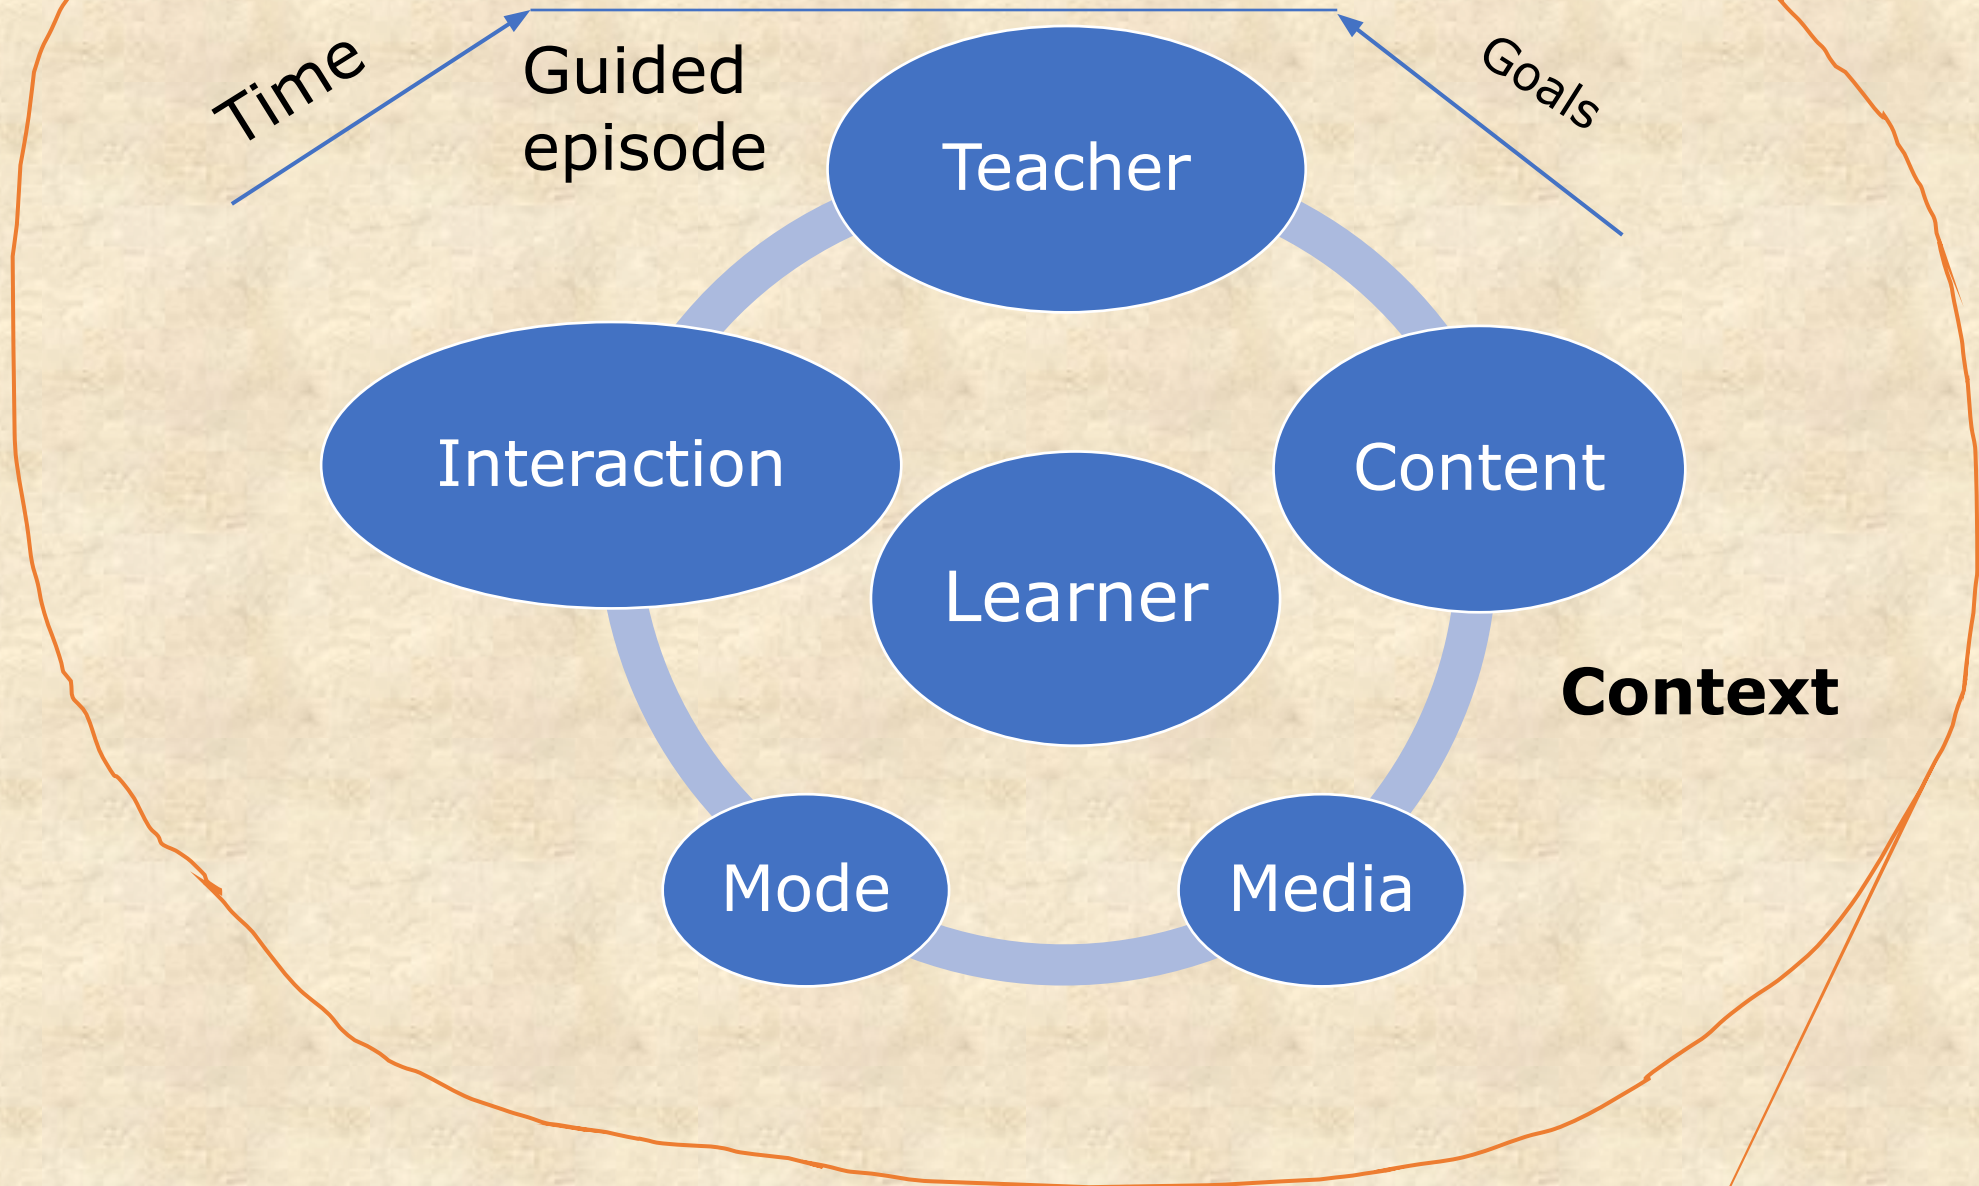 Time
Guided
episode
Goals
Teacher
Interaction
Content
Learner
Context
Mode
Media